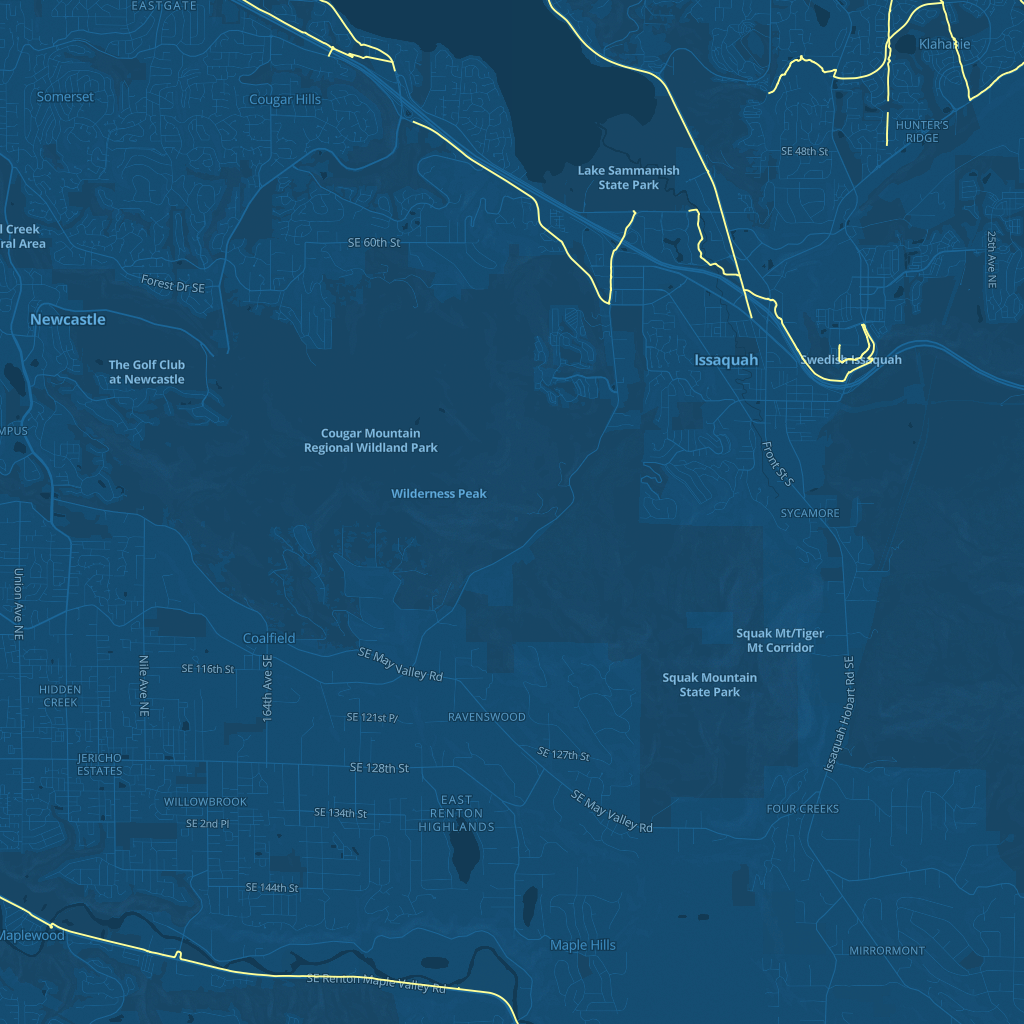 EASTGATE
Klahanie
Somerset
Cougar Hills
HUNTER'S
RIDGE
SE 48th St
Lake Sammamish
State Park
l Creek
ral Area
SE 60th St
25th Ave NE
Forest Dr SE
Newcastle
The Golf Club
at Newcastle
Issaquah
Swedish Issaquah
MPUS
Cougar Mountain
Regional Wildland Park
Front St S
Wilderness Peak
SYCAMORE
Union Ave NE
Coalfield
Squak Mt/Tiger
Mt Corridor
SE May Valley Rd
SE 116th St
Nile Ave NE
164th Ave SE
Squak Mountain
State Park
Issaquah Hobart Rd SE
HIDDEN
CREEK
SE 121st Pl
RAVENSWOOD
SE 127th St
JERICHO
ESTATES
SE 128th St
WILLOWBROOK
SE 2nd Pl
SE 134th St
EAST
RENTON
HIGHLANDS
SE May Valley Rd
FOUR CREEKS
SE 144th St
Maplewood
Maple Hills
MIRRORMONT
SE Renton Maple Valley Rd